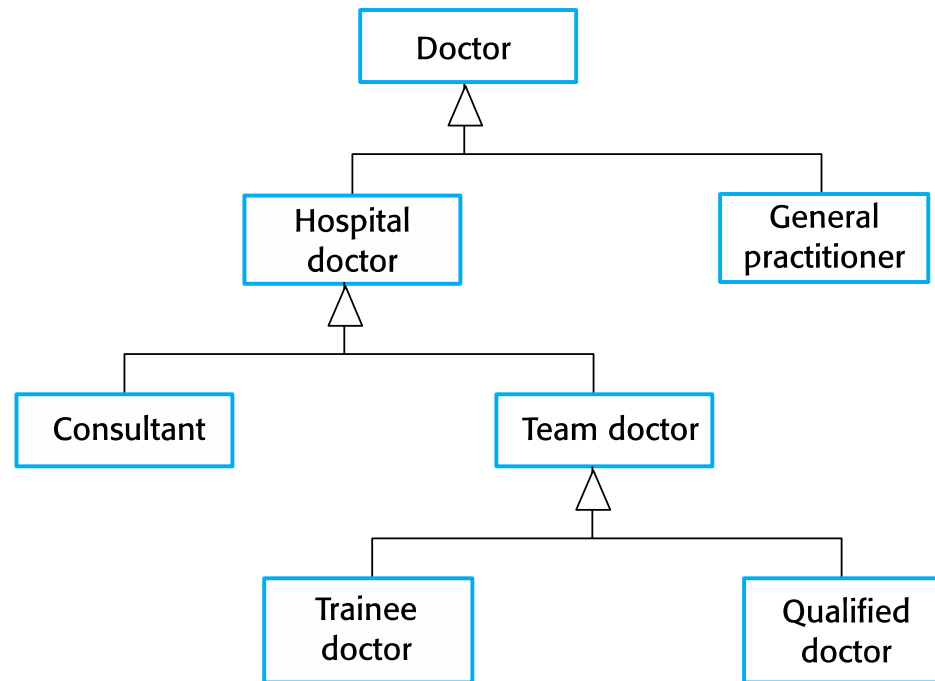 Doctor
Hospital
doctor
General
practitioner
Consultant
Team doctor
Trainee
doctor
Qualified
doctor